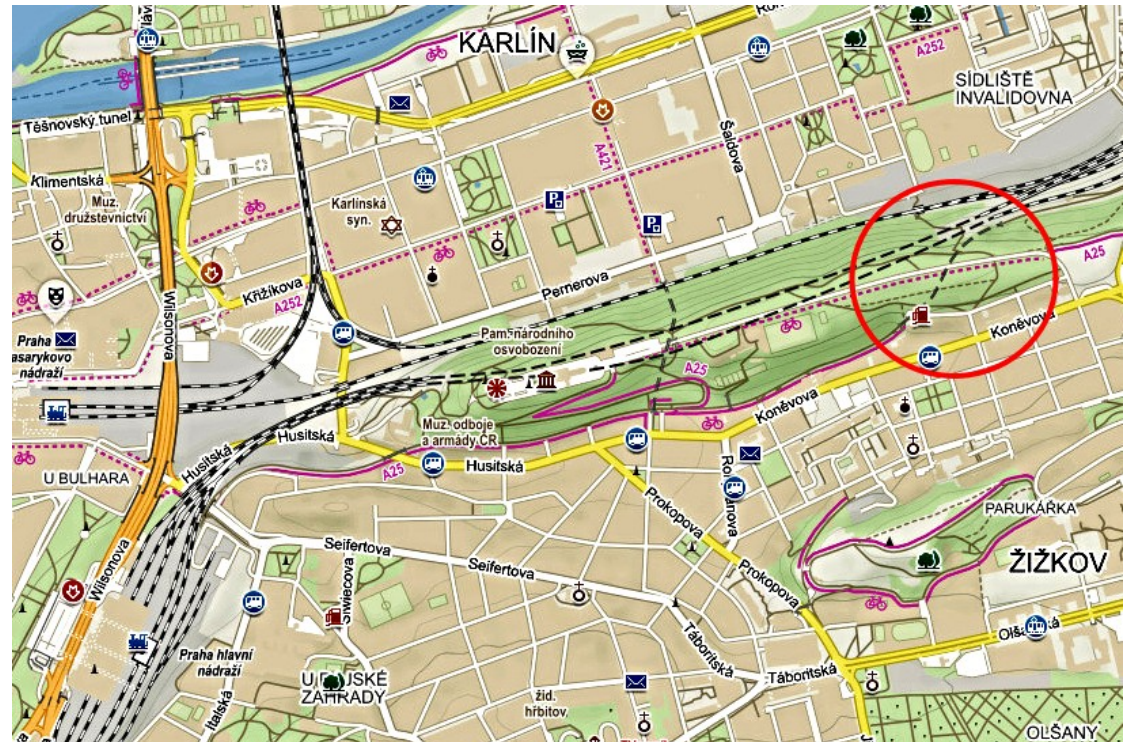 KARLÍN
A252
SÍDLIŠTĚ
INVALIDOVNA
Těšnovský tunel
Šaldova
A421
Klimentská
Muz.
družstevnictví
Karlínská
syn.
Pernerova
A25
Křižíkova
A252
Wilsonova
Koněvova
Praha
nádraží
Pam. národního
osvobození
A25
Muz. odboje
a armády ČR
Koněvova
Husitská
Husitská
Husitská
A25
U BULHARA
Prokopova
PARUKÁŘKA
ŽIŽKOV
Wilsonova
Seifertova
Seifertova
Prokopova
Táboritská
Táboritská
Praha hlavní
nádraží
Italská
ZAHRADY
žid.
hřbitov
OLŠANY